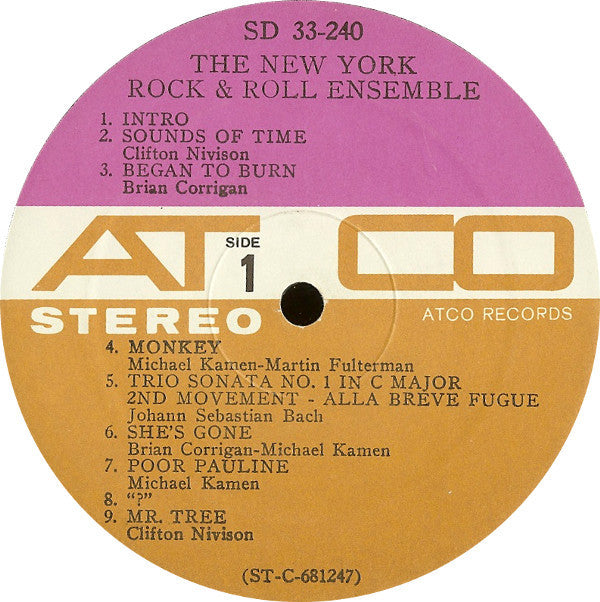 SD 33-240
THE NEW YORK
ROCK & ROLL ENSEMBLE
1. INTRO
2. SOUNDS OF TIME
Clifton Nivison
3. BEGAN TO BURN
Brian Corrigan
ATCO
SIDE
1
STEREO
ATCO RECORDS
4. MONKEY
Michael Kamen-Martin Fulterman
5. TRIO SONATA NO. 1 IN C MAJOR
2ND MOVEMENT - ALLA BREVE FUGUE
Johann Sebastian Bach
6. SHE'S GONE
Brian Corrigan-Michael Kamen
7. POOR PAULINE
Michael Kamen
8. "?"
9. MR. TREE
Clifton Nivison
(ST-C-681247)